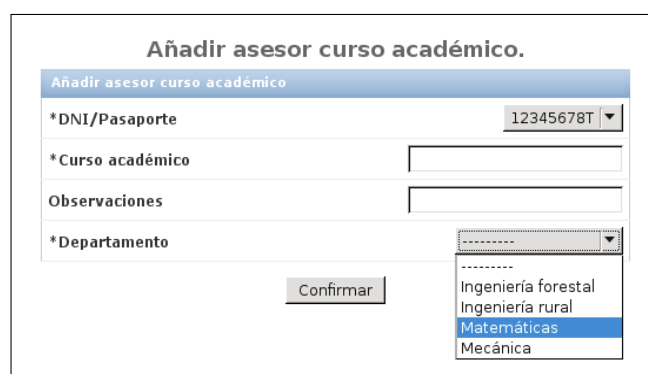 Añadir asesor curso académico.
Añadir asesor curso académico
*DNI/Pasaporte 12345678T
*Curso académico
Observaciones
*Departamento ---------
---------
Ingeniería forestal
Ingeniería rural
Matemáticas
Mecánica
Confirmar